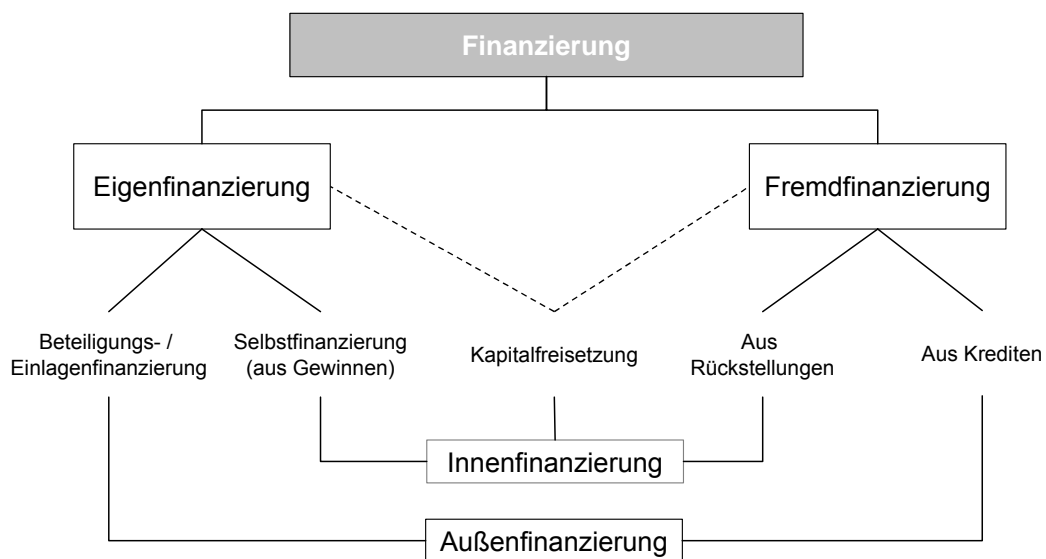 Finanzierung
Eigenfinanzierung
Fremdfinanzierung
Beteiligungs- /
Einlagenfinanzierung
Selbstfinanzierung
(aus Gewinnen)
Kapitalfreisetzung
Aus
Rückstellungen
Aus Krediten
Innenfinanzierung
Außenfinanzierung